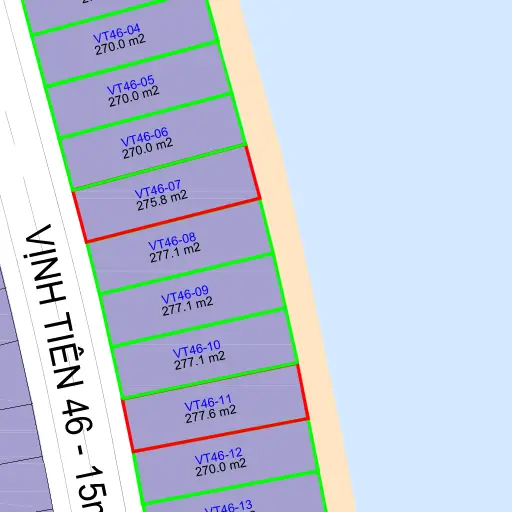 VT46-04
270.0 m2
VT46-05
270.0 m2
VT46-06
270.0 m2
VT46-07
275.8 m2
VT46-08
277.1 m2
VT46-09
277.1 m2
VT46-10
277.1 m2
VT46-11
277.6 m2
VT46-12
270.0 m2
VT46-13
VỊNH TIÊN 46 - 15m